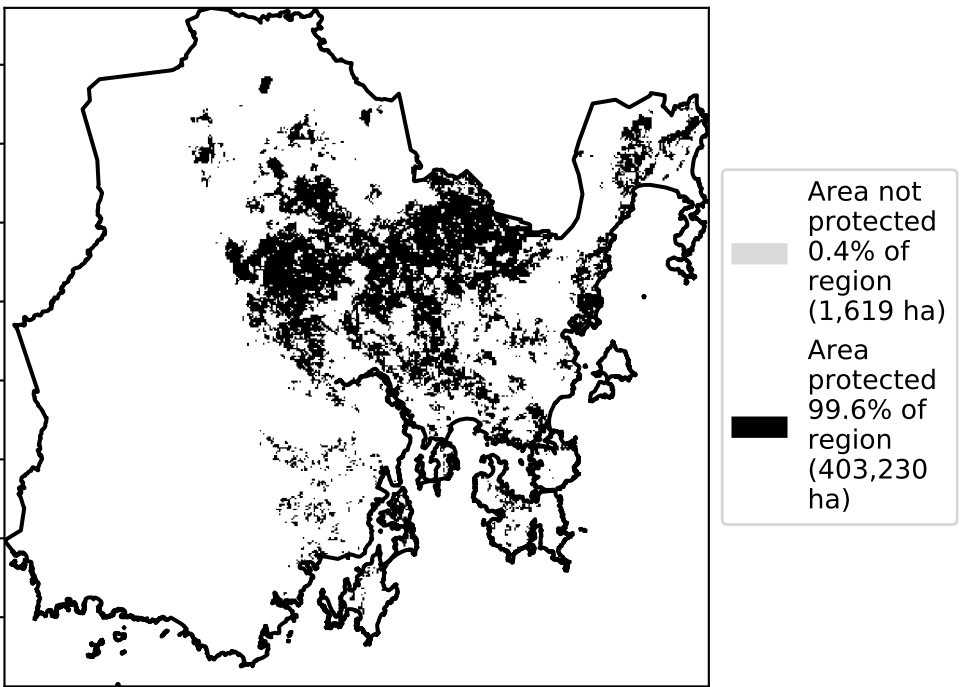 Area not
protected
0.4% of
region
(1,619 ha)
Area
protected
99.6% of
region
(403,230
ha)